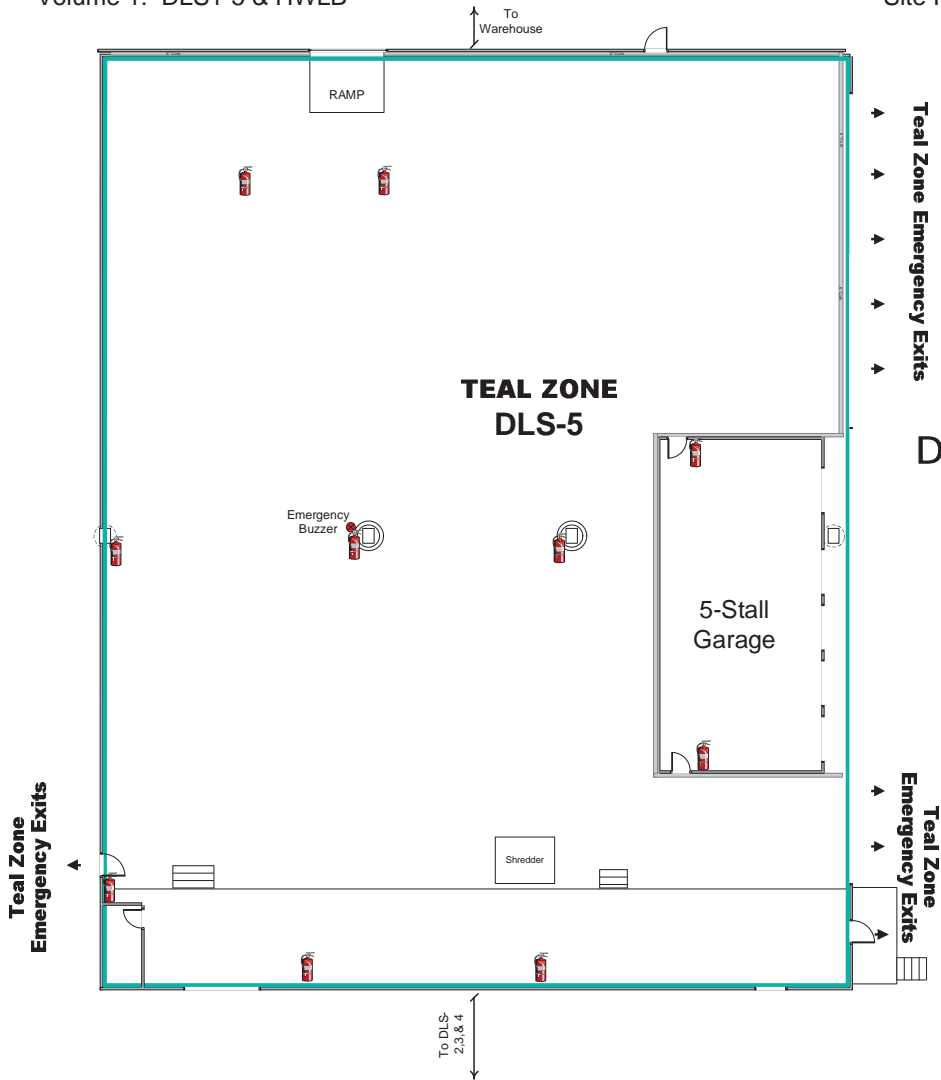 Volume 1: DLS1-5 & HWLB
Site
To
Warehouse
RAMP
Teal Zone Emergency Exits
TEAL ZONE
DLS-5
D
Emergency
Buzzer
5-Stall
Garage
Teal Zone
Emergency Exits
Teal Zone
Emergency Exits
Shredder
To DLS-
2,3,& 4